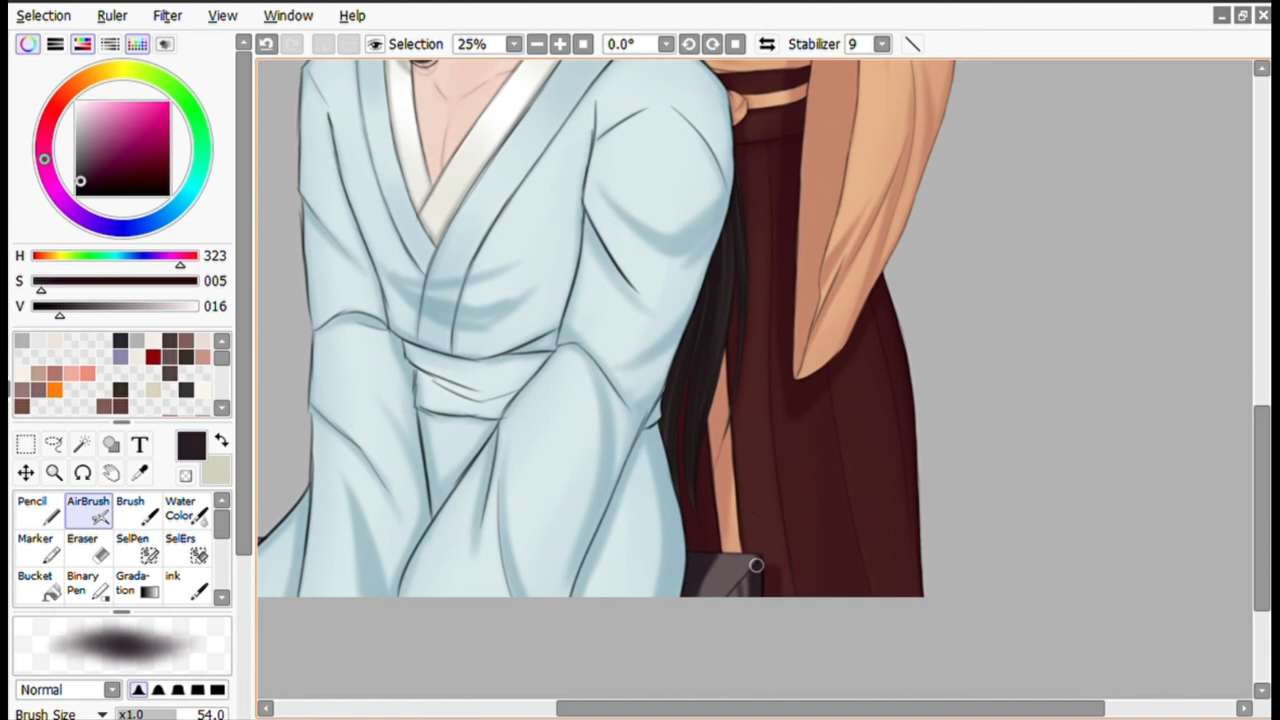 Selection Ruler Filter View Window Help
Selection 25% 0.0° Stabilizer 9
H 323
S 005
V 016
T
Pencil AirBrush Brush Water Color
Marker Eraser SelPen SelErs
Bucket Binary Pen Grada-tion ink
Normal
Brush Size x1.0 54.0